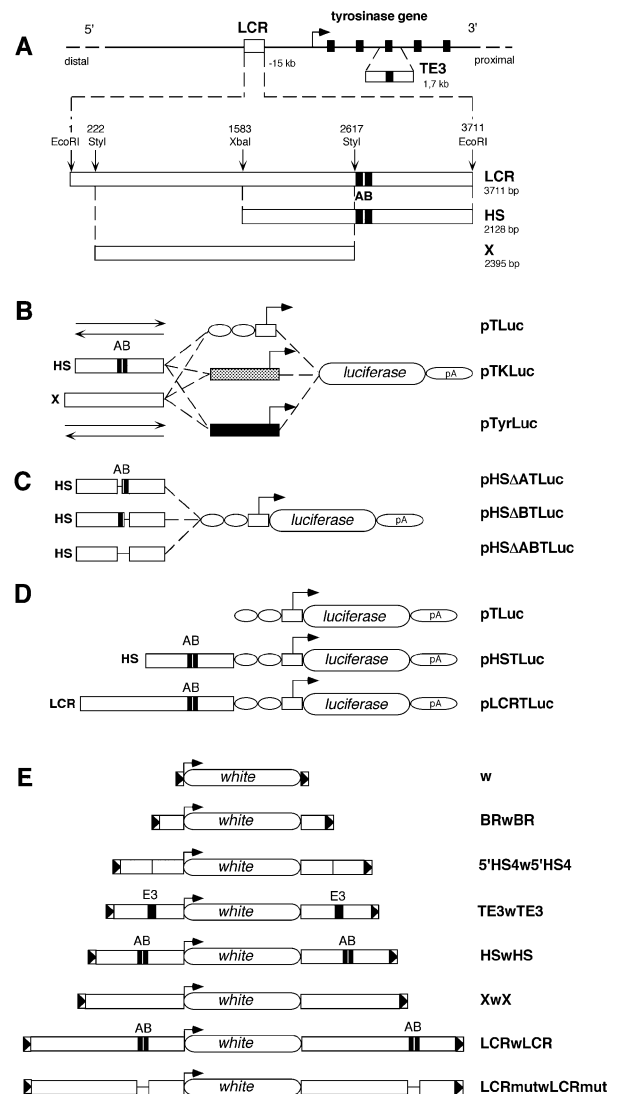 A
5'
LCR
tyrosinase gene
3'
distal
-15 kb
TE3
1,7 kb
proximal
1 222 1583 2617 3711
EcoRI StyI XbaI StyI EcoRI
LCR
3711 bp
AB
HS
2128 bp
X
2395 bp
B
pTLuc
AB
HS
luciferase pA
pTKLuc
X
pTyrLuc
C
AB
HS
pHSΔATLuc
HS
luciferase pA
pHSΔBTLuc
HS
pHSΔABTLuc
D
luciferase pA
pTLuc
AB
HS
luciferase pA
pHSTLuc
AB
LCR
luciferase pA
pLCRTLuc
E
white
w
white
BRwBR
white
5'HS4w5'HS4
E3 E3
white
TE3wTE3
AB AB
white
HSwHS
white
XwX
AB AB
white
LCRwLCR
white
LCRmutwLCRmut